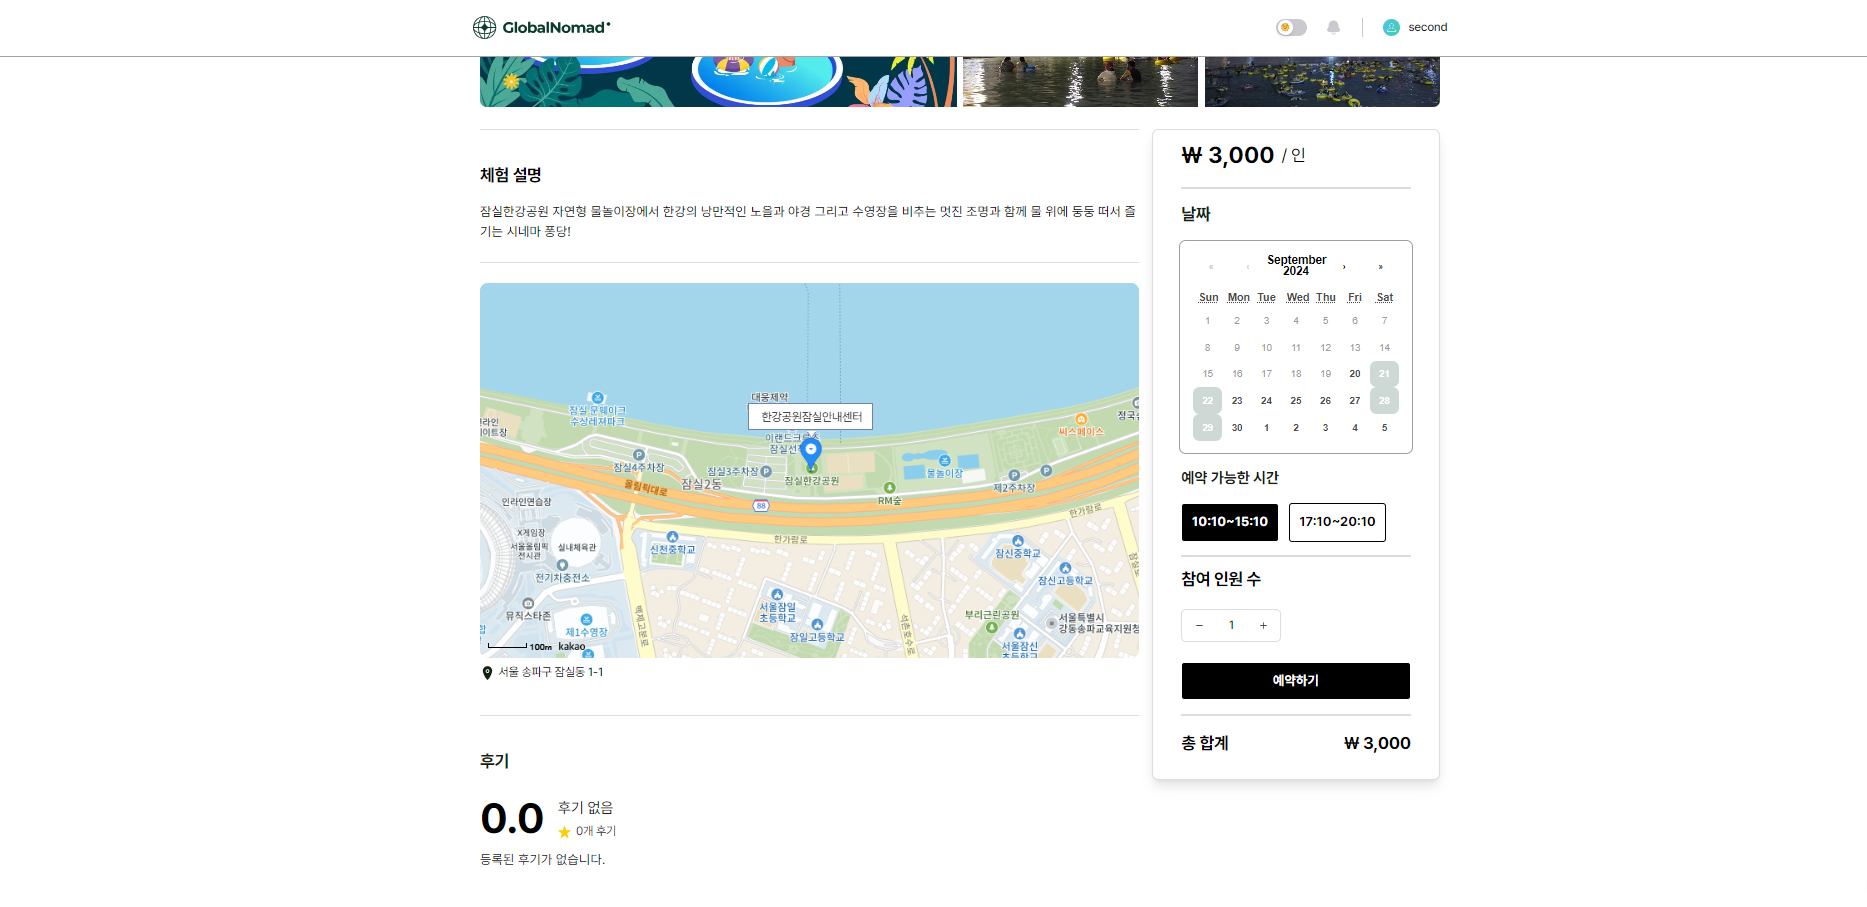 GlobalNomad
second
체험 설명
잠실한강공원 자연형 물놀이장에서 한강의 낭만적인 노을과 야경 그리고 수영장을 비추는 멋진 조명과 함께 물 위에 둥둥 떠서 즐
기는 시네마 퐁당!
대웅제약
한강공원잠실안내센터
잠실 문웨이크
수상레저파크
이랜드크루즈
잠실선
씨스페이스
잠실4주차장
잠실3주차장
잠실2동
잠실한강공원
물놀이장
제2주차장
RM숲
올림픽대로
88
인라인연습장
한가람로
한가람로
X게임장
서울올림픽
전시관
실내체육관
전기차충전소
신천중학교
잠신중학교
잠신고등학교
뮤직스타존
제1수영장
백제고분로
서울잠일
초등학교
잠일고등학교
석촌호수로
부리근린공원
서울특별시
강동송파교육지원청
서울잠신
초등학교
100m kakao
서울 송파구 잠실동 1-1
후기
0.0
후기 없음
0개 후기
등록된 후기가 없습니다.
₩ 3,000 / 인
날짜
« ‹ September 2024 › »
Sun Mon Tue Wed Thu Fri Sat
1 2 3 4 5 6 7
8 9 10 11 12 13 14
15 16 17 18 19 20 21
22 23 24 25 26 27 28
29 30 1 2 3 4 5
예약 가능한 시간
10:10~15:10 17:10~20:10
참여 인원 수
− 1 +
예약하기
총 합계 ₩ 3,000